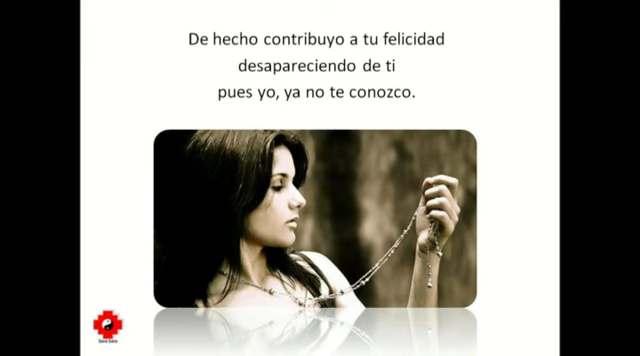 De hecho contribuyo a tu felicidad
desapareciendo de ti
pues yo, ya no te conozco.